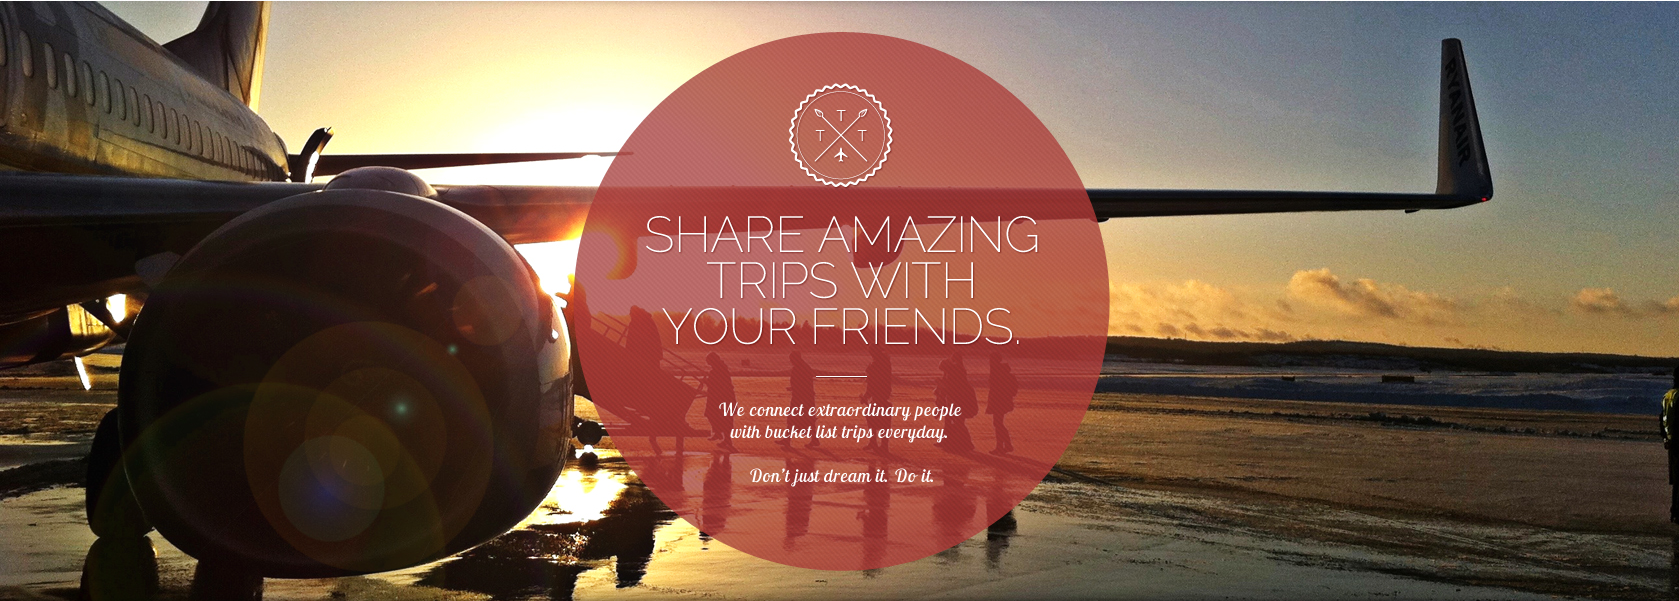 T
T T
SHARE AMAZING
TRIPS WITH
YOUR FRIENDS.
We connect extraordinary people
with bucket list trips everyday.
Don't just dream it. Do it.
RYANAIR